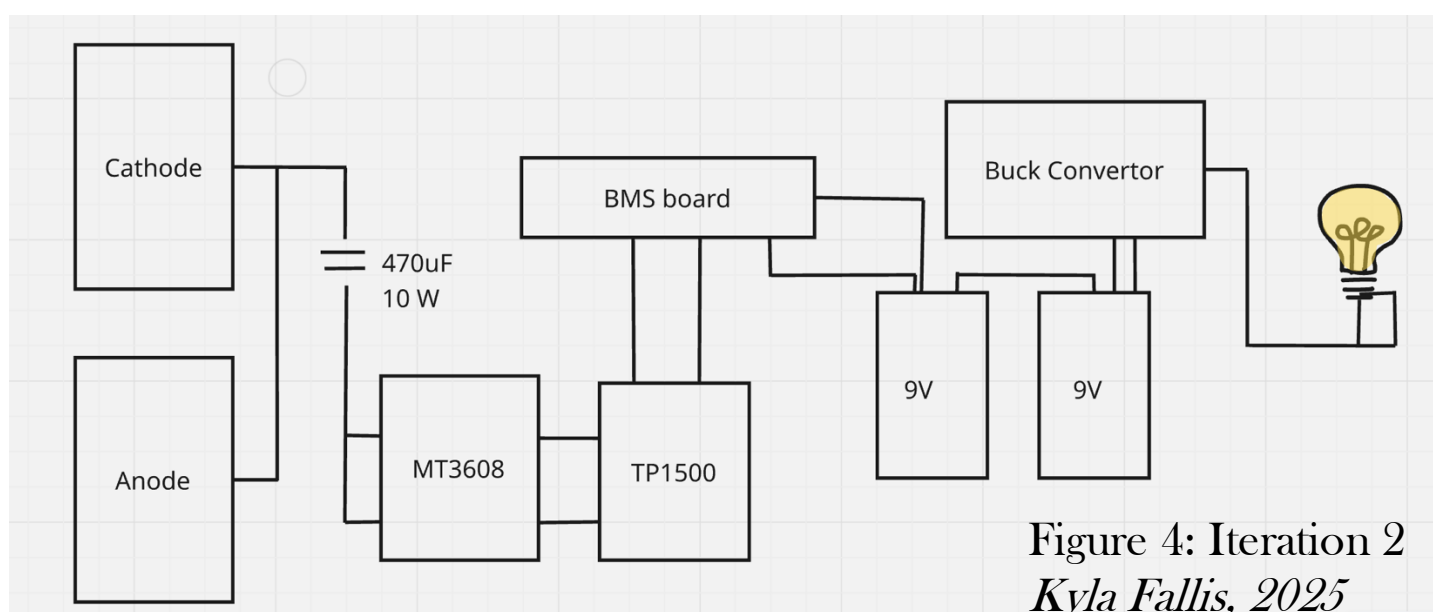 Cathode
470uF
10 W
Anode
MT3608
TP1500
BMS board
9V
9V
Buck Convertor
Figure 4: Iteration 2
Kyla Fallis, 2025